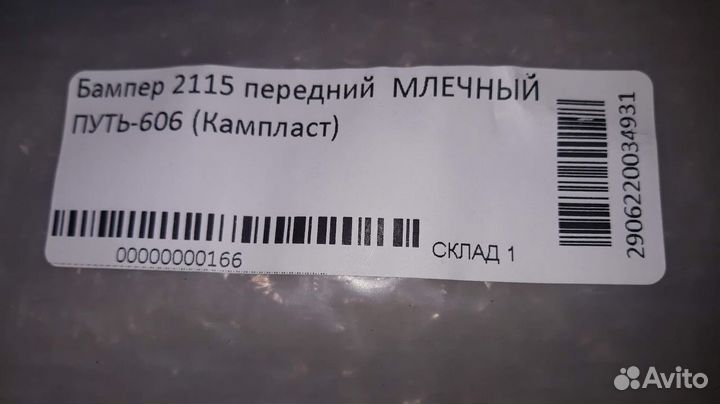 Бампер 2115 передний МЛЕЧНЫЙ
ПУТЬ-606 (Кампласт)
00000000166
СКЛАД 1
2906220034931
Avito